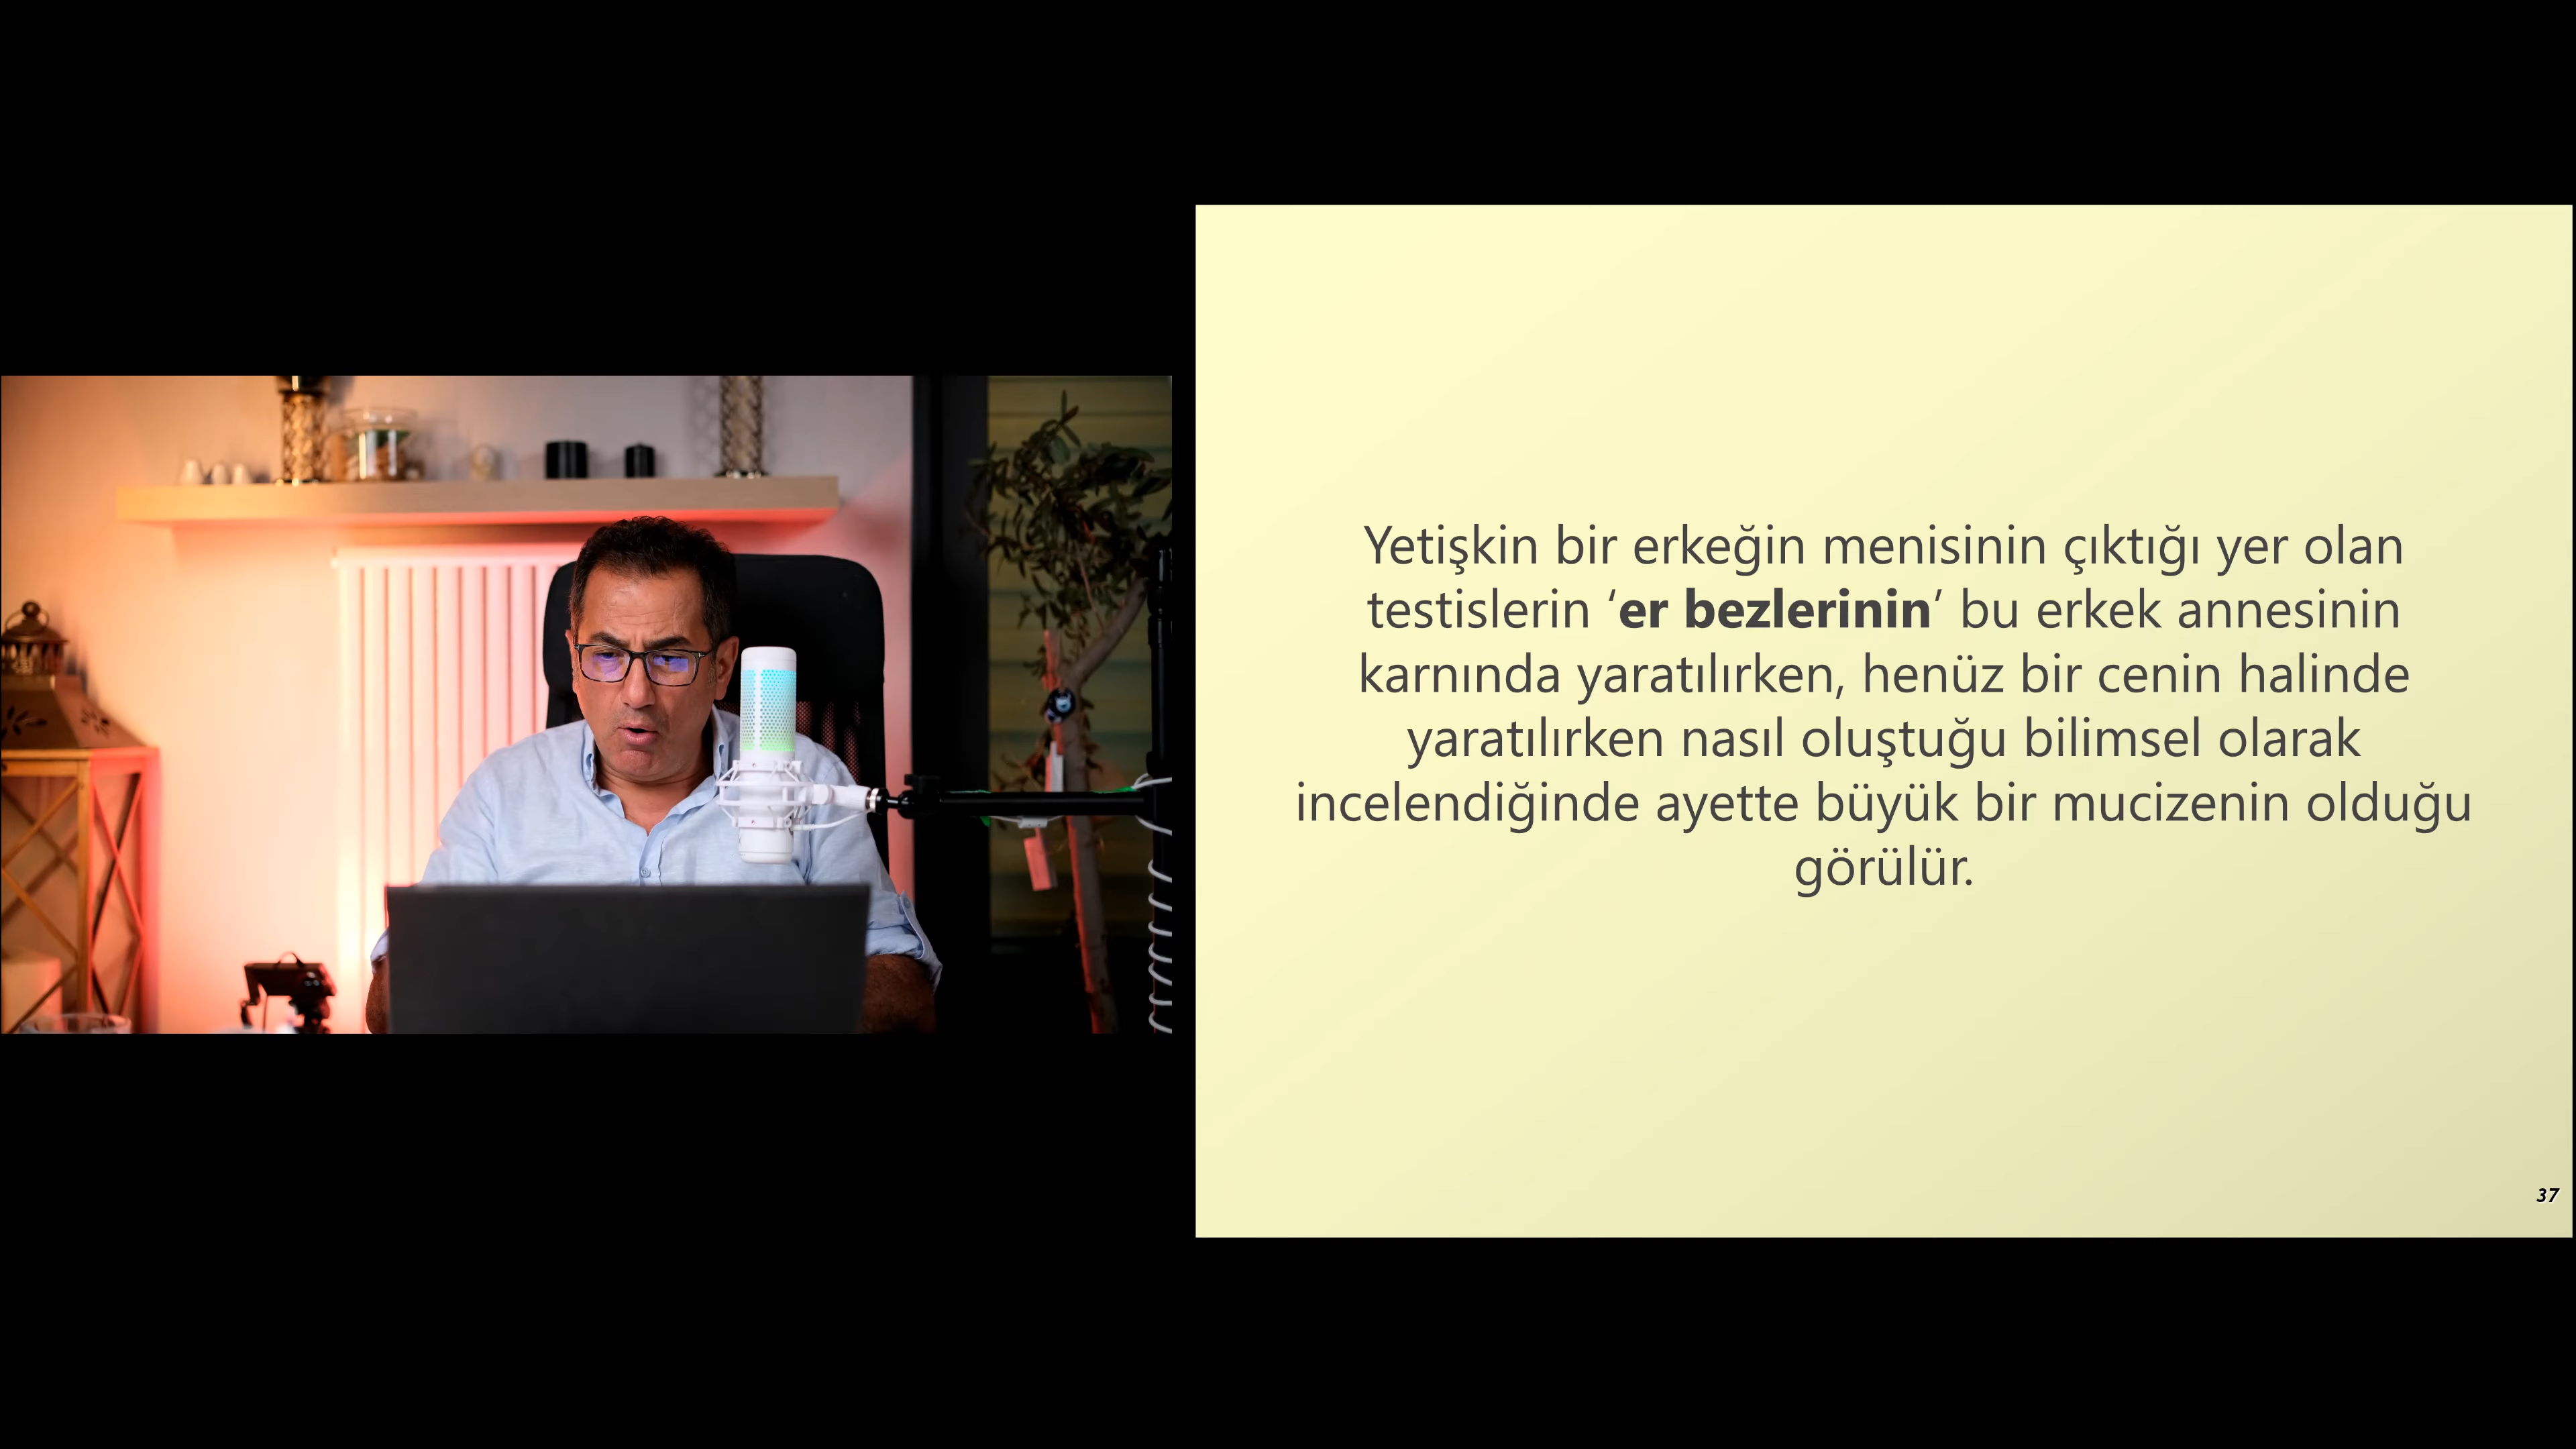 Yetişkin bir erkeğin menisinin çıktığı yer olan
testislerin ‘er bezlerinin’ bu erkek annesinin
karnında yaratılırken, henüz bir cenin halinde
yaratılırken nasıl oluştuğu bilimsel olarak
incelendiğinde ayette büyük bir mucizenin olduğu
görülür.
37